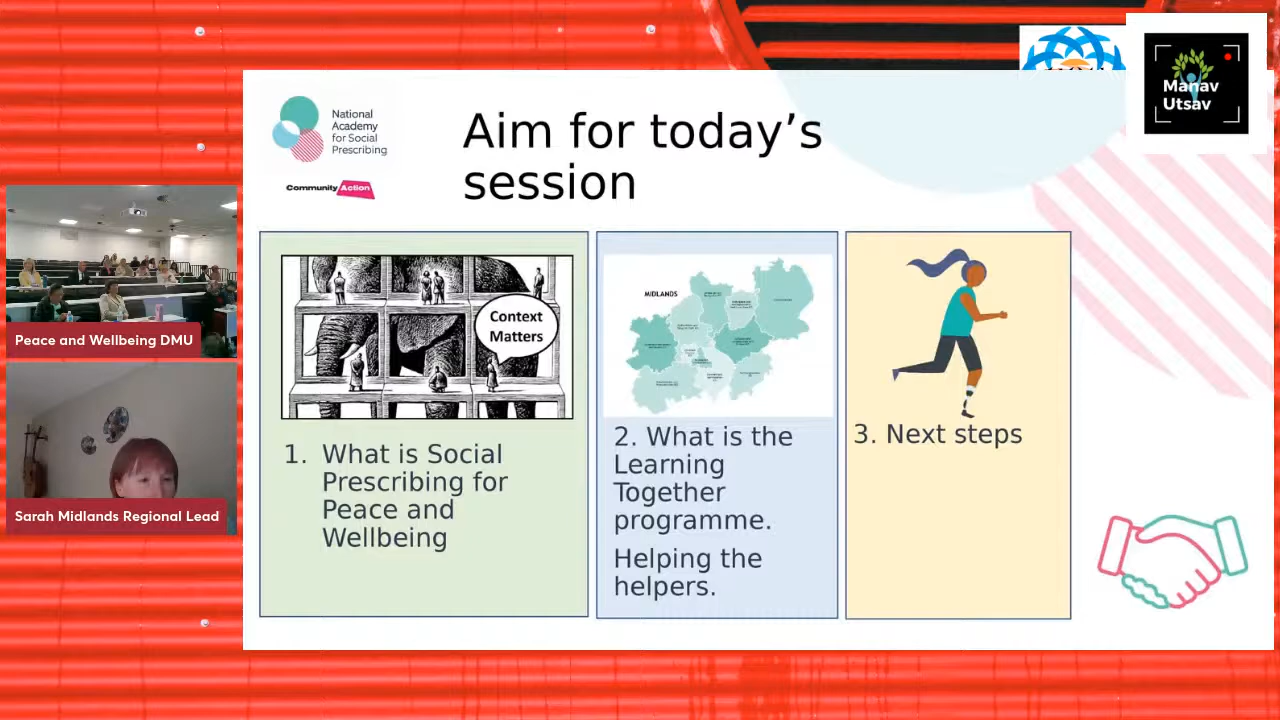 Manav
Utsav
National
Academy
for Social
Prescribing
CommunityAction
Aim for today’s
session
Context
Matters
1. What is Social
Prescribing for
Peace and
Wellbeing
MIDLANDS
2. What is the
Learning
Together
programme.
Helping the
helpers.
3. Next steps
Peace and Wellbeing DMU
Sarah Midlands Regional Lead